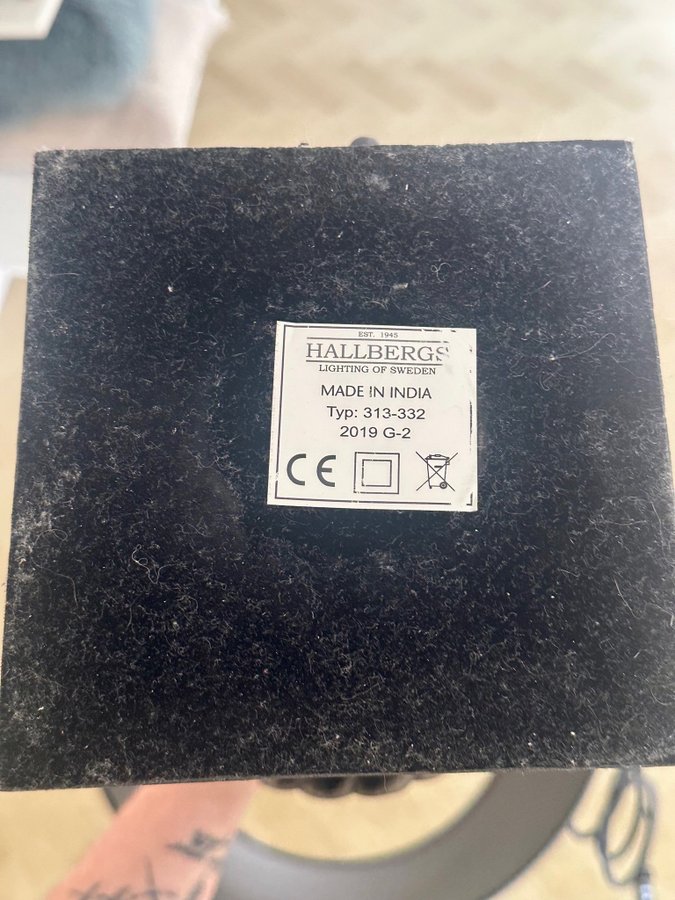 EST. 1945
HALLBERGS
LIGHTING OF SWEDEN
MADE IN INDIA
Typ: 313-332
2019 G-2
CE